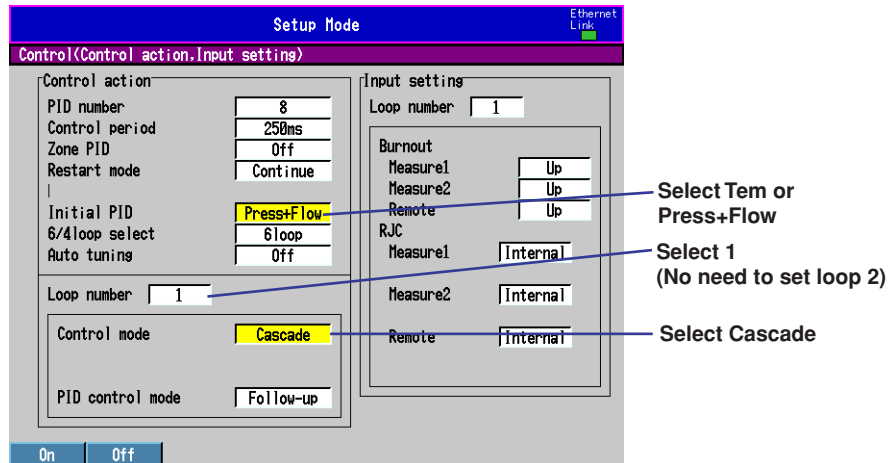 Setup Mode
Ethernet
Link
Control(Control action,Input setting)
Control action
PID number 8
Control period 250ms
Zone PID Off
Restart mode Continue
Initial PID Press+Flow
6/4loop select 6loop
Auto tuning Off
Loop number 1
Control mode Cascade
PID control mode Follow-up
Input setting
Loop number 1
Burnout
Measure1 Up
Measure2 Up
Remote Up
RJC
Measure1 Internal
Measure2 Internal
Remote Internal
Select Tem or
Press+Flow
Select 1
(No need to set loop 2)
Select Cascade
On Off